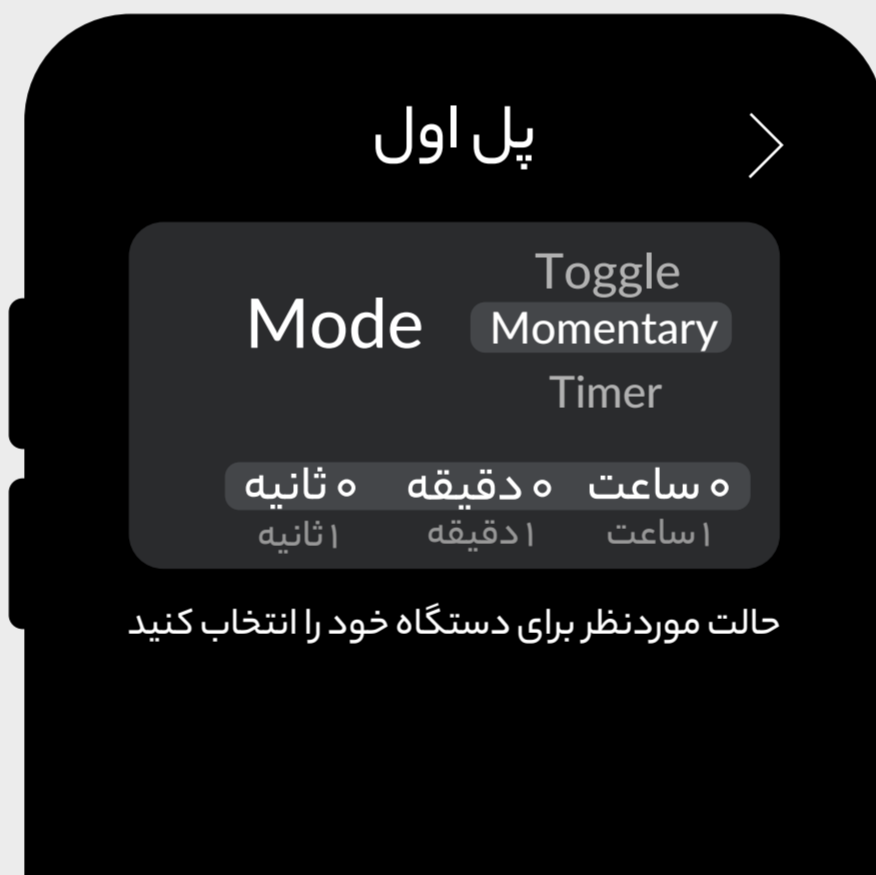 پل اول
Toggle
Mode
Momentary
Timer
۰ ساعت ۰ دقیقه ۰ ثانیه
۱ ساعت ۱ دقیقه ۱ ثانیه
حالت موردنظر برای دستگاه خود را انتخاب کنید